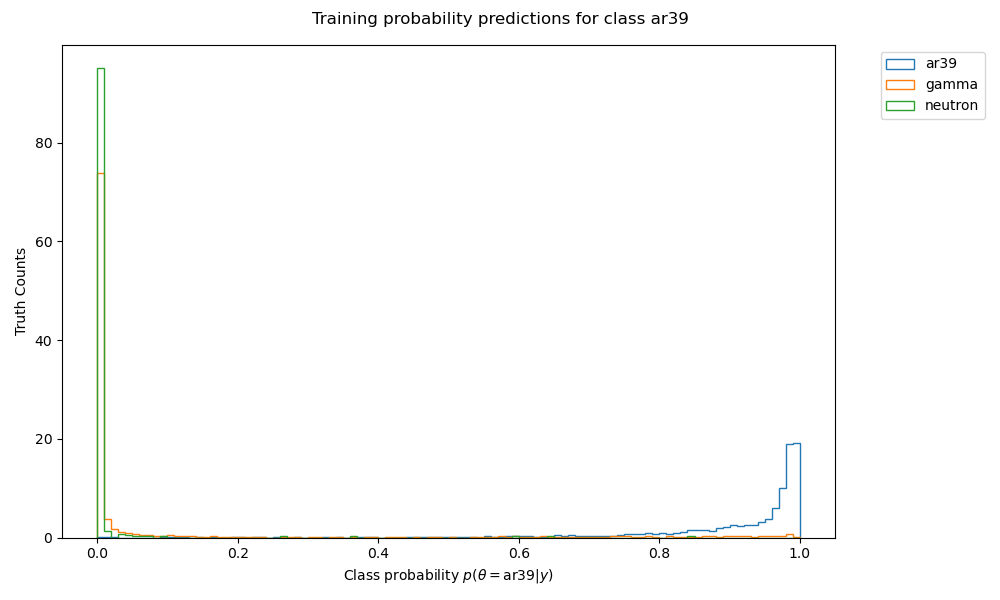 Training probability predictions for class ar39
ar39
gamma
neutron
Truth Counts
80
60
40
20
0
0.0 0.2 0.4 0.6 0.8 1.0
Class probability p(θ = ar39|y)